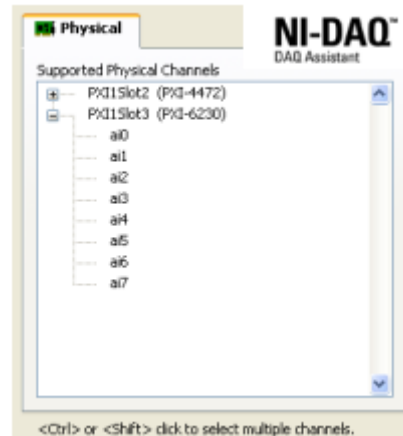 Physical
NI-DAQ™
DAQ Assistant
Supported Physical Channels
PXI1Slot2 (PXI-4472)
PXI1Slot3 (PXI-6230)
ai0
ai1
ai2
ai3
ai4
ai5
ai6
ai7
<Ctrl> or <Shift> click to select multiple channels.